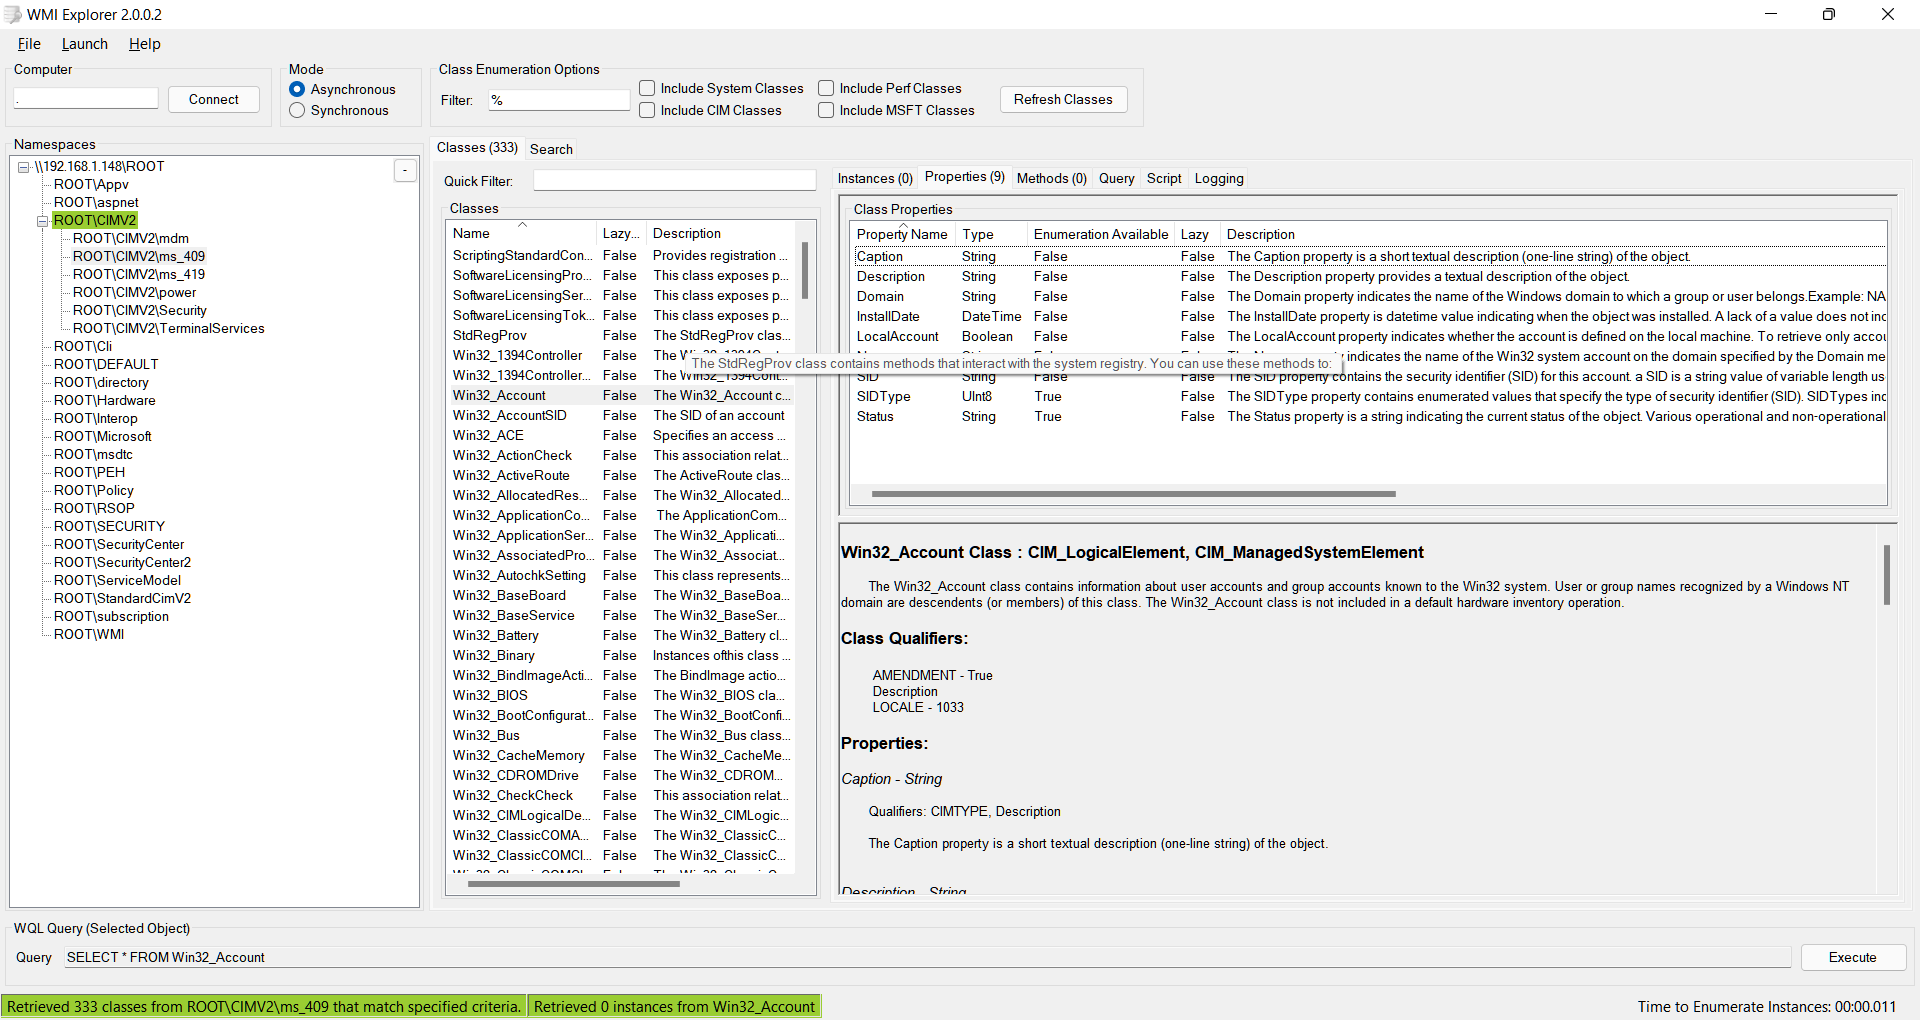 WMI Explorer 2.0.0.2
File Launch Help
Computer
.
Connect
Mode
Asynchronous
Synchronous
Class Enumeration Options
Filter: %
Include System Classes
Include Perf Classes
Include CIM Classes
Include MSFT Classes
Refresh Classes
Namespaces
-
\\192.168.1.148\ROOT
ROOT\Appv
ROOT\aspnet
ROOT\CIMV2
ROOT\CIMV2\mdm
ROOT\CIMV2\ms_409
ROOT\CIMV2\ms_419
ROOT\CIMV2\power
ROOT\CIMV2\Security
ROOT\CIMV2\TerminalServices
ROOT\Cli
ROOT\DEFAULT
ROOT\directory
ROOT\Hardware
ROOT\Interop
ROOT\Microsoft
ROOT\msdtc
ROOT\PEH
ROOT\Policy
ROOT\RSOP
ROOT\SECURITY
ROOT\SecurityCenter
ROOT\SecurityCenter2
ROOT\ServiceModel
ROOT\StandardCimV2
ROOT\subscription
ROOT\WMI
Classes (333) Search
Quick Filter:
Classes
Name Lazy... Description
ScriptingStandardCon... False Provides registration ...
SoftwareLicensingPro... False This class exposes p...
SoftwareLicensingSer... False This class exposes p...
SoftwareLicensingTok... False This class exposes p...
StdRegProv False The StdRegProv clas...
Win32_1394Controller False The
Win32_1394Controller... False The Win32_1394Cont...
Win32_Account False The Win32_Account c...
Win32_AccountSID False The SID of an account
Win32_ACE False Specifies an access ...
Win32_ActionCheck False This association relat...
Win32_ActiveRoute False The ActiveRoute clas...
Win32_AllocatedRes... False The Win32_Allocated...
Win32_ApplicationCo... False The ApplicationCom...
Win32_ApplicationSer... False The Win32_Applicati...
Win32_AssociatedPro... False The Win32_Associat...
Win32_AutochkSetting False This class represents...
Win32_BaseBoard False The Win32_BaseBoa...
Win32_BaseService False The Win32_BaseSer...
Win32_Battery False The Win32_Battery cl...
Win32_Binary False Instances ofthis class ...
Win32_BindImageActi... False The BindImage actio...
Win32_BIOS False The Win32_BIOS cla...
Win32_BootConfigurat... False The Win32_BootConfi...
Win32_Bus False The Win32_Bus class...
Win32_CacheMemory False The Win32_CacheMe...
Win32_CDROMDrive False The Win32_CDROM...
Win32_CheckCheck False This association relat...
Win32_CIMLogicalDe... False The Win32_CIMLogic...
Win32_ClassicCOMA... False The Win32_ClassicC...
Win32_ClassicCOMCl... False The Win32_ClassicC...
Instances (0) Properties (9) Methods (0) Query Script Logging
Class Properties
Property Name Type Enumeration Available Lazy Description
Caption String False False The Caption property is a short textual description (one-line string) of the object.
Description String False False The Description property provides a textual description of the object.
Domain String False False The Domain property indicates the name of the Windows domain to which a group or user belongs.Example: NA
InstallDate DateTime False False The InstallDate property is datetime value indicating when the object was installed. A lack of a value does not inc
LocalAccount Boolean False False The LocalAccount property indicates whether the account is defined on the local machine. To retrieve only accou
indicates the name of the Win32 system account on the domain specified by the Domain me
The StdRegProv class contains methods that interact with the system registry. You can use these methods to:
SID String False False The SID property contains the security identifier (SID) for this account. a SID is a string value of variable length us
SIDType UInt8 True False The SIDType property contains enumerated values that specify the type of security identifier (SID). SIDTypes inc
Status String True False The Status property is a string indicating the current status of the object. Various operational and non-operational
Win32_Account Class : CIM_LogicalElement, CIM_ManagedSystemElement
The Win32_Account class contains information about user accounts and group accounts known to the Win32 system. User or group names recognized by a Windows NT
domain are descendents (or members) of this class. The Win32_Account class is not included in a default hardware inventory operation.
Class Qualifiers:
AMENDMENT - True
Description
LOCALE - 1033
Properties:
Caption - String
Qualifiers: CIMTYPE, Description
The Caption property is a short textual description (one-line string) of the object.
Description - String
WQL Query (Selected Object)
Query SELECT * FROM Win32_Account
Execute
Retrieved 333 classes from ROOT\CIMV2\ms_409 that match specified criteria.
Retrieved 0 instances from Win32_Account
Time to Enumerate Instances: 00:00.011